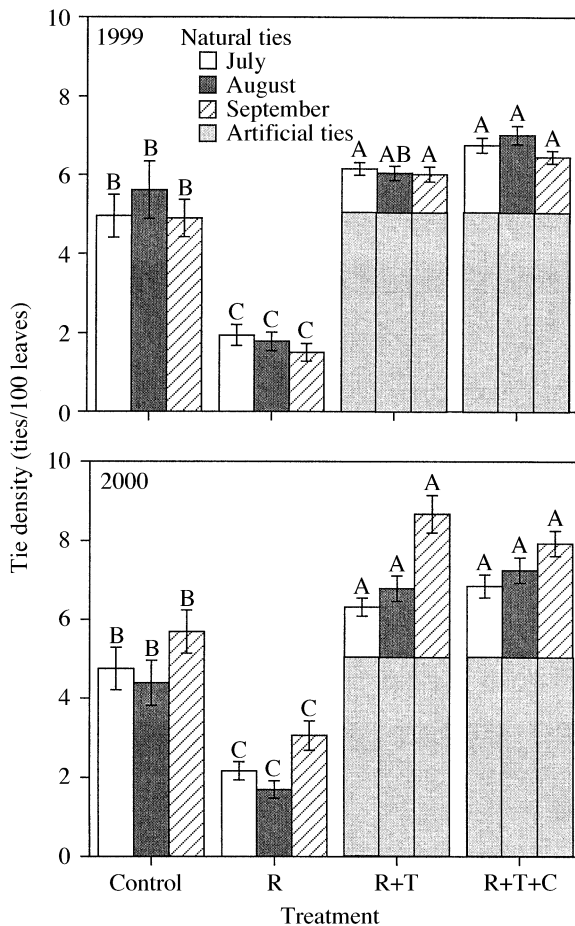 10
1999
Natural ties
July
August
September
Artificial ties
8
6
4
2
0
B
B
B
C
C
C
A
AB
A
A
A
A
Tie density (ties/100 leaves)
10
2000
8
6
4
2
0
B
B
B
C
C
C
A
A
A
A
A
A
Control
R
R+T
R+T+C
Treatment